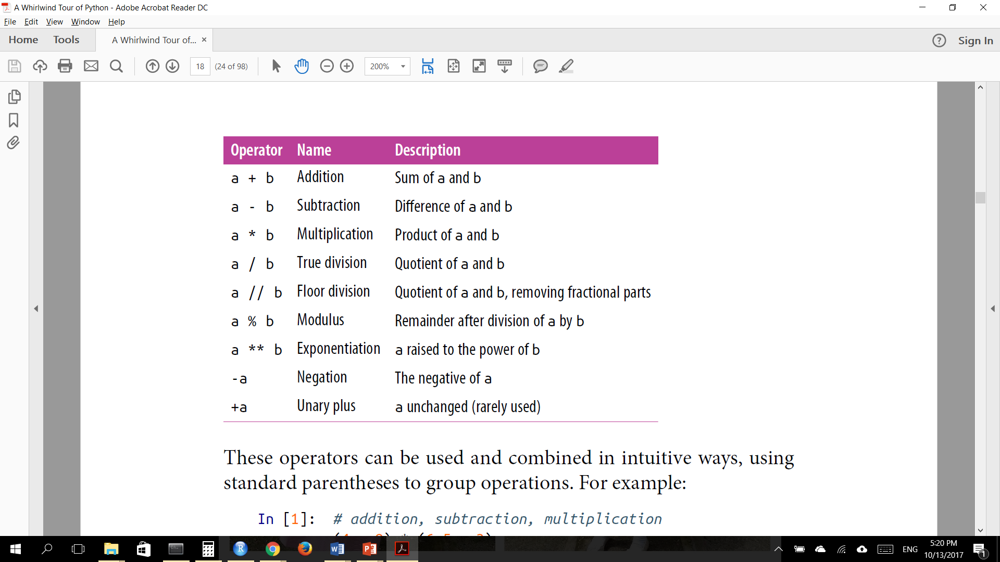 A Whirlwind Tour of Python - Adobe Acrobat Reader DC
File Edit View Window Help
Home Tools A Whirlwind Tour of... × ? Sign In
18 (24 of 98) 200%
Operator Name Description
a + b Addition Sum of a and b
a - b Subtraction Difference of a and b
a * b Multiplication Product of a and b
a / b True division Quotient of a and b
a // b Floor division Quotient of a and b, removing fractional parts
a % b Modulus Remainder after division of a by b
a ** b Exponentiation a raised to the power of b
-a Negation The negative of a
+a Unary plus a unchanged (rarely used)
These operators can be used and combined in intuitive ways, using
standard parentheses to group operations. For example:
In [1]: # addition, subtraction, multiplication
ENG 5:20 PM
10/13/2017 1